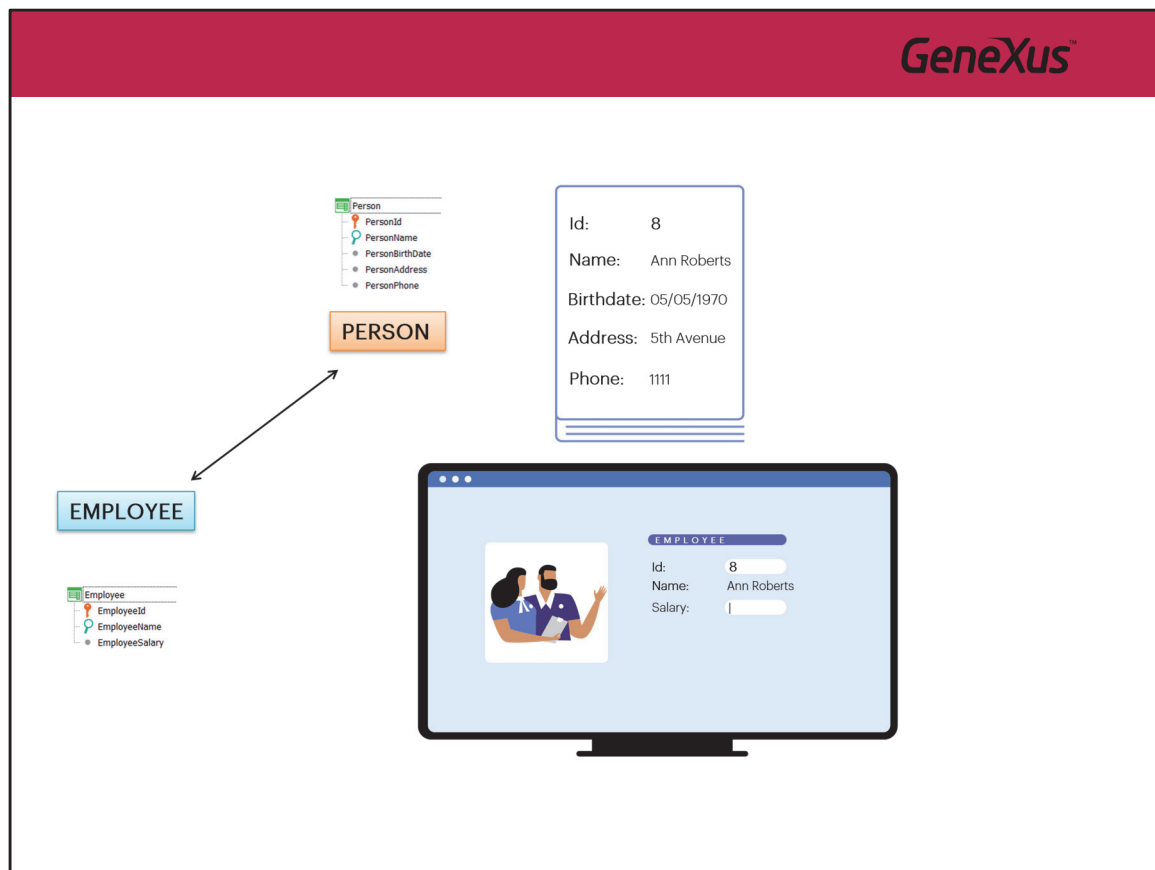 GeneXus™
Person
PersonId
PersonName
PersonBirthDate
PersonAddress
PersonPhone
PERSON
Id: 8
Name: Ann Roberts
Birthdate: 05/05/1970
Address: 5th Avenue
Phone: 1111
EMPLOYEE
Employee
EmployeeId
EmployeeName
EmployeeSalary
EMPLOYEE
Id: 8
Name: Ann Roberts
Salary: